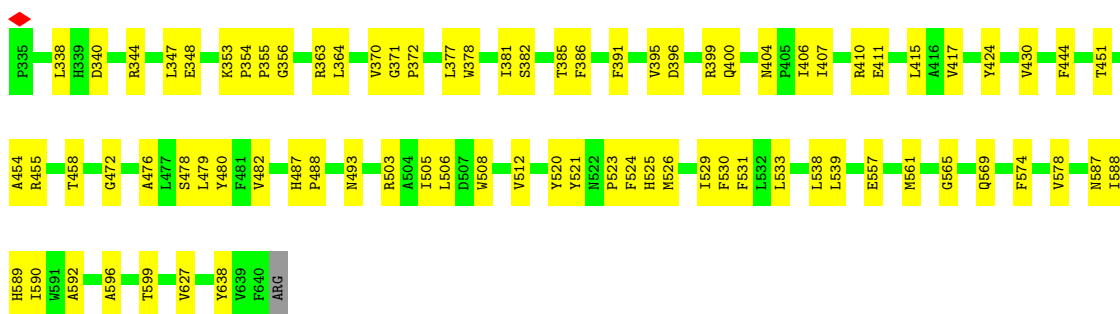 P335 L338 H339 D340 R344 L347 E348 K353 P354 P355 G356 R363 L364 V370 G371 P372 L377 W378 I381 S382 T385 F386 F391 V395 D396 R399 Q400 N404 P405 I406 I407 R410 E411 L415 A416 V417 Y424 V430 F444 T451
A454 R455 T458 G472 A476 L477 S478 L479 Y480 F481 V482 H487 P488 N493 R503 A504 I505 L506 D507 W508 V512 Y520 Y521 N522 P523 F524 H525 M526 I529 F530 F531 L532 L533 L538 L539 E557 M561 G565 Q569 F574 V578 N587 I588
H589 I590 W591 A592 A596 T599 V627 Y638 V639 F640 ARG